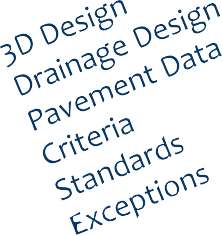 3D Design
Drainage Design
Pavement Data
Criteria
Standards
Exceptions